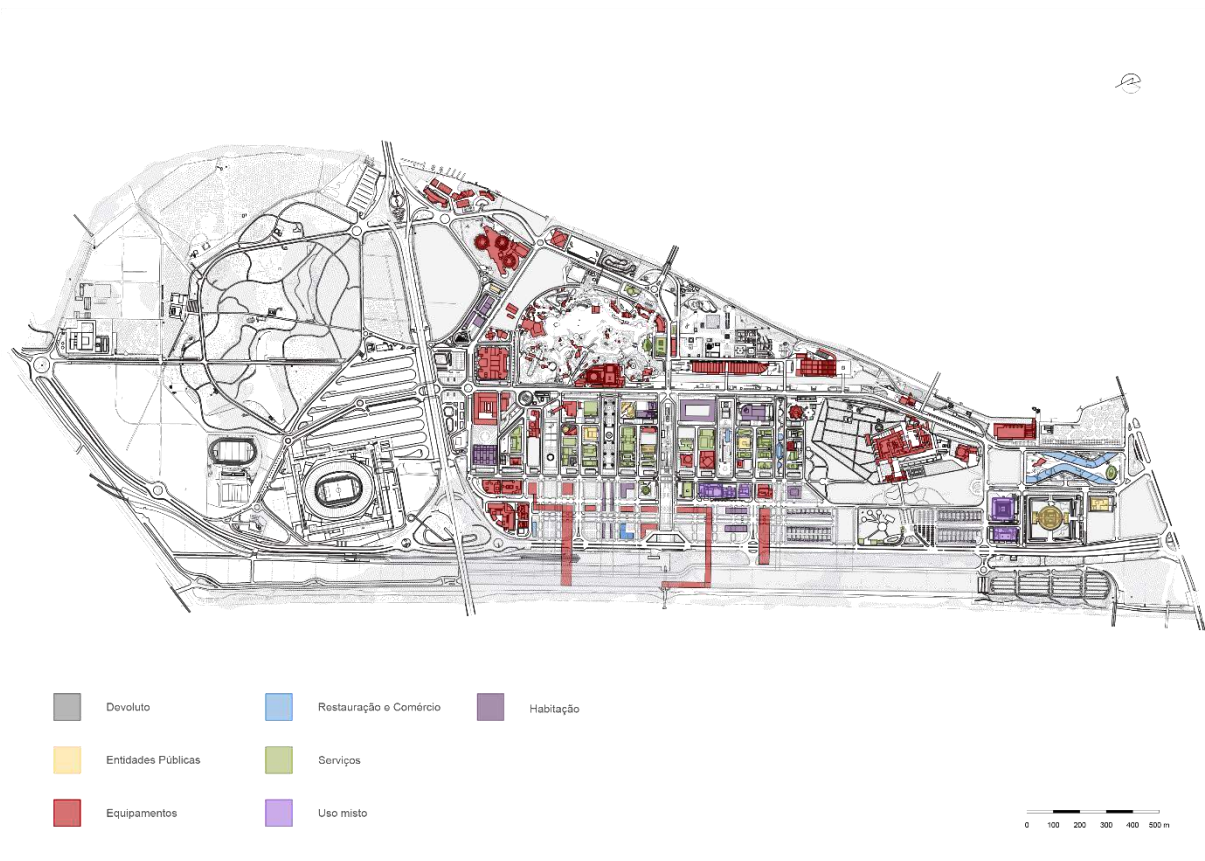 Devoluto
Restauração e Comércio
Habitação
Entidades Públicas
Serviços
Equipamentos
Uso misto
0 100 200 300 400 500 m